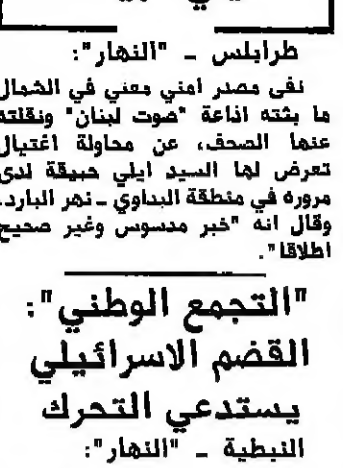 طرابلس - "النهار":
نفى مصدر امني معني في الشمال
ما بثته اذاعة "صوت لبنان" ونقلته
عنها الصحف، عن محاولة اغتيال
تعرض لها السيد ايلي حبيقة لدى
مروره في منطقة البداوي - نهر البارد.
وقال انه "خبر مدسوس وغير صحيح
اطلاقا".
"التجمع الوطني":
القضم الاسرائيلي
يستدعي التحرك
النبطية - "النهار":